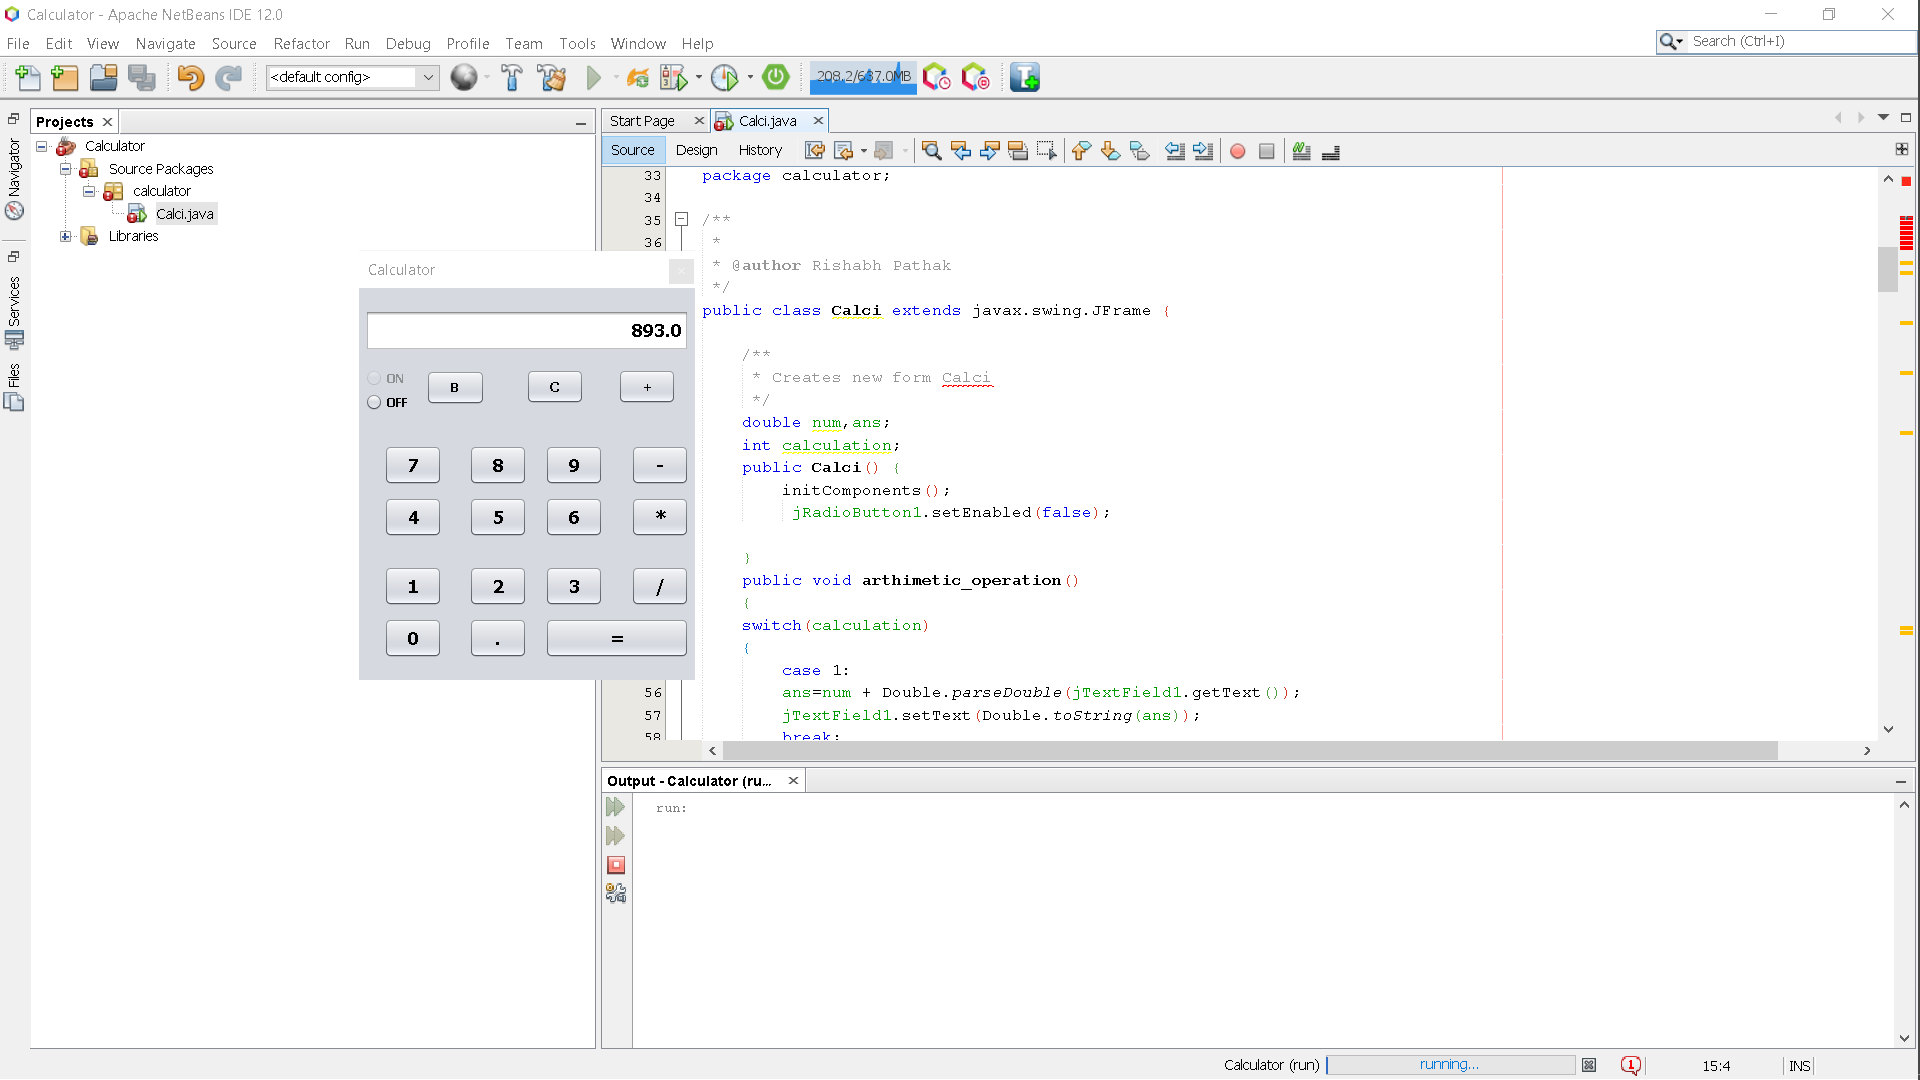 Calculator - Apache NetBeans IDE 12.0
File Edit View Navigate Source Refactor Run Debug Profile Team Tools Window Help
Search (Ctrl+I)
<default config>
208.2/637.0MB
Projects
Navigator
Services
Files
Calculator
Source Packages
calculator
Calci.java
Libraries
Start Page
Calci.java
Source Design History
33 package calculator;
34
35 /**
36 *
* @author Rishabh Pathak
*/
public class Calci extends javax.swing.JFrame {
/**
* Creates new form Calci
*/
double num,ans;
int calculation;
public Calci() {
initComponents();
jRadioButton1.setEnabled(false);
}
public void arthimetic_operation()
{
switch(calculation)
{
case 1:
56 ans=num + Double.parseDouble(jTextField1.getText());
57 jTextField1.setText(Double.toString(ans));
58 break;
Calculator
893.0
ON
OFF
B C +
7 8 9 -
4 5 6 *
1 2 3 /
0 . =
Output - Calculator (ru...
run:
Calculator (run)
running...
1
15:4
INS